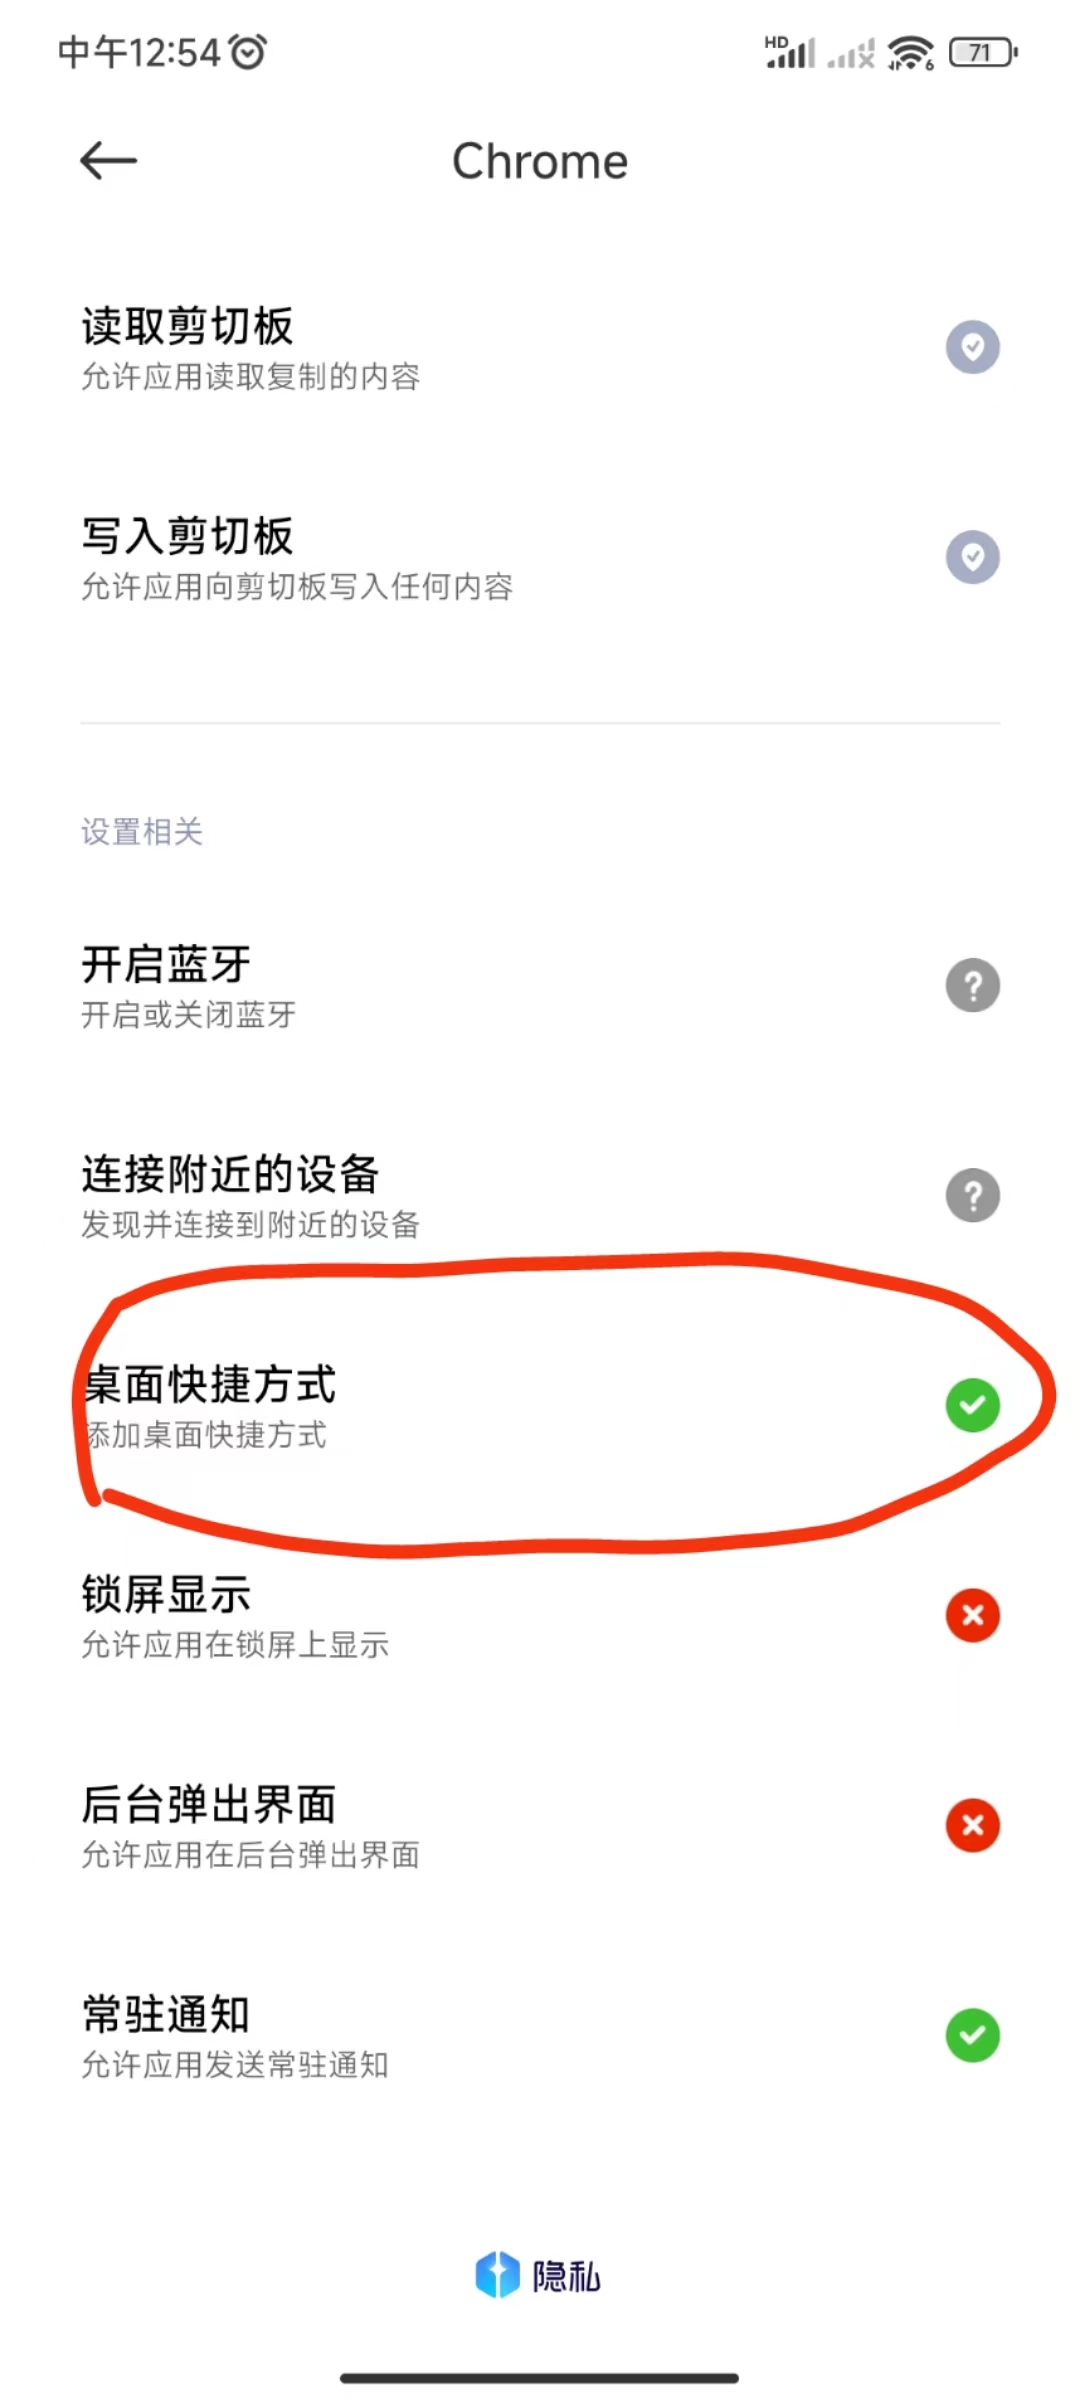 中午12:54
HD
6
71
Chrome
读取剪切板
允许应用读取复制的内容
写入剪切板
允许应用向剪切板写入任何内容
设置相关
开启蓝牙
开启或关闭蓝牙
连接附近的设备
发现并连接到附近的设备
桌面快捷方式
添加桌面快捷方式
锁屏显示
允许应用在锁屏上显示
后台弹出界面
允许应用在后台弹出界面
常驻通知
允许应用发送常驻通知
隐私